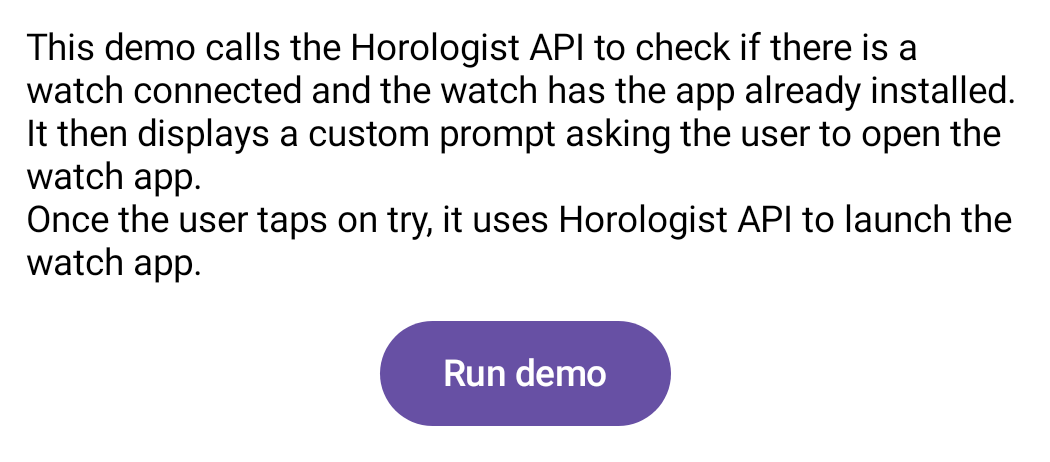 This demo calls the Horologist API to check if there is a
watch connected and the watch has the app already installed.
It then displays a custom prompt asking the user to open the
watch app.
Once the user taps on try, it uses Horologist API to launch the
watch app.
Run demo